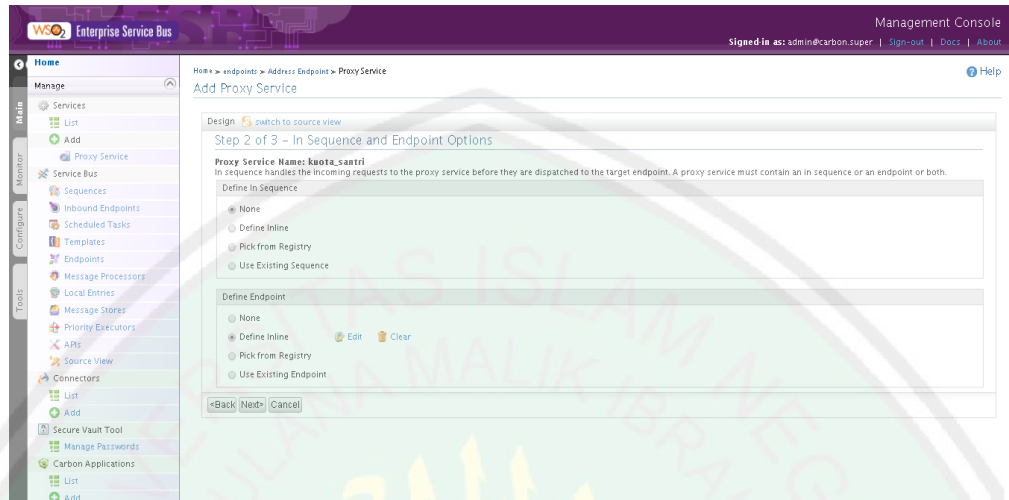 WSO2 Enterprise Service Bus
Management Console
Signed-in as: admin@carbon.super | Sign-out | Docs | About
Home
Manage
Main
Monitor
Configure
Tools
Services
List
Add
Proxy Service
Service Bus
Sequences
Inbound Endpoints
Scheduled Tasks
Templates
Endpoints
Message Processors
Local Entries
Message Stores
Priority Executors
APIs
Source View
Connectors
List
Add
Secure Vault Tool
Manage Passwords
Carbon Applications
List
Add
Home > endpoints > Address Endpoint > Proxy Service
Help
Add Proxy Service
Design switch to source view
Step 2 of 3 - In Sequence and Endpoint Options
Proxy Service Name: kuota_santri
In sequence handles the incoming requests to the proxy service before they are dispatched to the target endpoint. A proxy service must contain an in sequence or an endpoint or both.
Define In Sequence
None
Define Inline
Pick from Registry
Use Existing Sequence
Define Endpoint
None
Define Inline Edit Clear
Pick from Registry
Use Existing Endpoint
<Back Next> Cancel